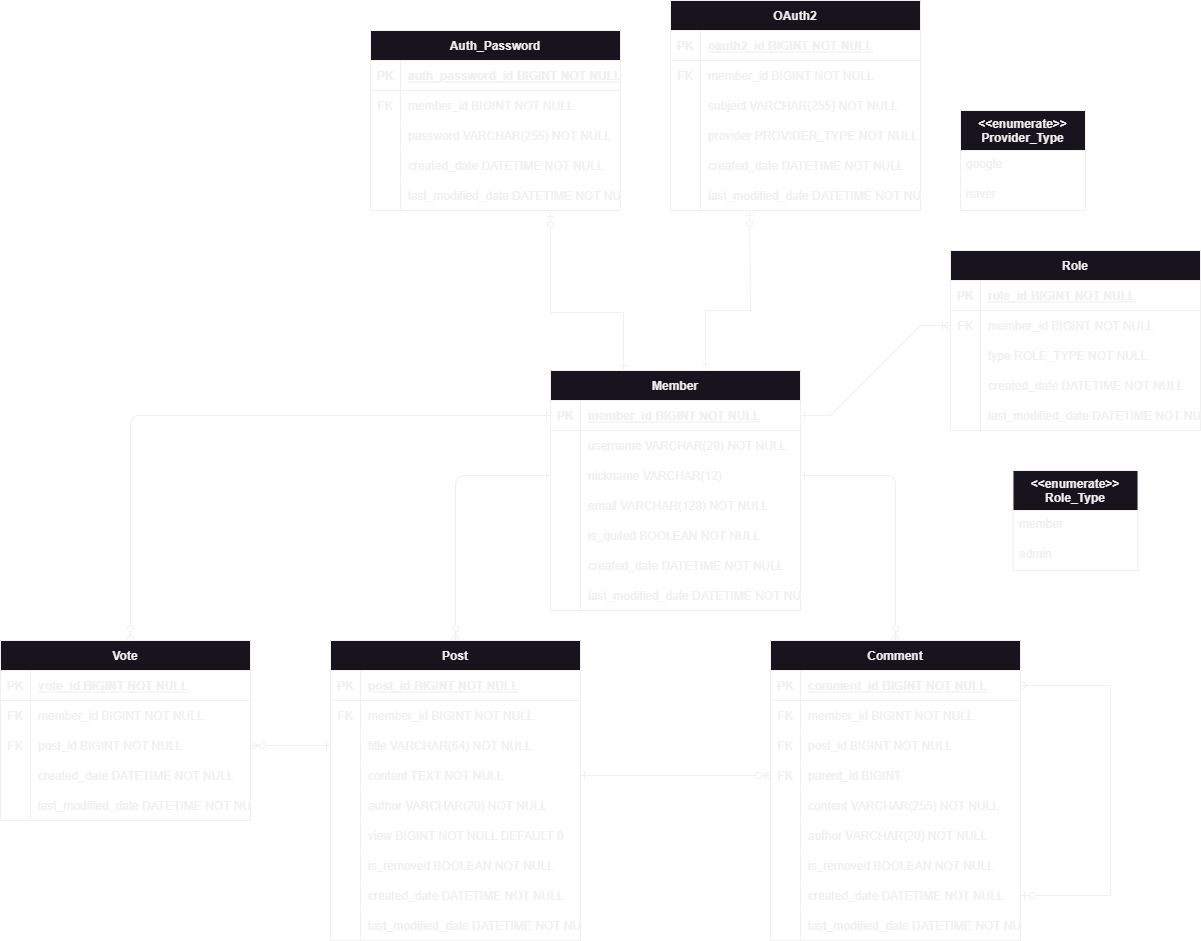 OAuth2
PK oauth2_id BIGINT NOT NULL
FK member_id BIGINT NOT NULL
subject VARCHAR(255) NOT NULL
provider PROVIDER_TYPE NOT NULL
created_date DATETIME NOT NULL
last_modified_date DATETIME NOT NU
Auth_Password
PK auth_password_id BIGINT NOT NULL
FK member_id BIGINT NOT NULL
password VARCHAR(255) NOT NULL
created_date DATETIME NOT NULL
last_modified_date DATETIME NOT NU
<<enumerate>>
Provider_Type
google
naver
Role
PK role_id BIGINT NOT NULL
FK member_id BIGINT NOT NULL
type ROLE_TYPE NOT NULL
created_date DATETIME NOT NULL
last_modified_date DATETIME NOT NU
Member
PK member_id BIGINT NOT NULL
username VARCHAR(20) NOT NULL
nickname VARCHAR(12)
email VARCHAR(128) NOT NULL
is_quited BOOLEAN NOT NULL
created_date DATETIME NOT NULL
last_modified_date DATETIME NOT NU
<<enumerate>>
Role_Type
member
admin
Vote
PK vote_id BIGINT NOT NULL
FK member_id BIGINT NOT NULL
FK post_id BIGINT NOT NULL
created_date DATETIME NOT NULL
last_modified_date DATETIME NOT NU
Post
PK post_id BIGINT NOT NULL
FK member_id BIGINT NOT NULL
title VARCHAR(64) NOT NULL
content TEXT NOT NULL
author VARCHAR(20) NOT NULL
view BIGINT NOT NULL DEFAULT 0
is_removed BOOLEAN NOT NULL
created_date DATETIME NOT NULL
last_modified_date DATETIME NOT NU
Comment
PK comment_id BIGINT NOT NULL
FK member_id BIGINT NOT NULL
FK post_id BIGINT NOT NULL
FK parent_id BIGINT
content VARCHAR(255) NOT NULL
author VARCHAR(20) NOT NULL
is_removed BOOLEAN NOT NULL
created_date DATETIME NOT NULL
last_modified_date DATETIME NOT NU